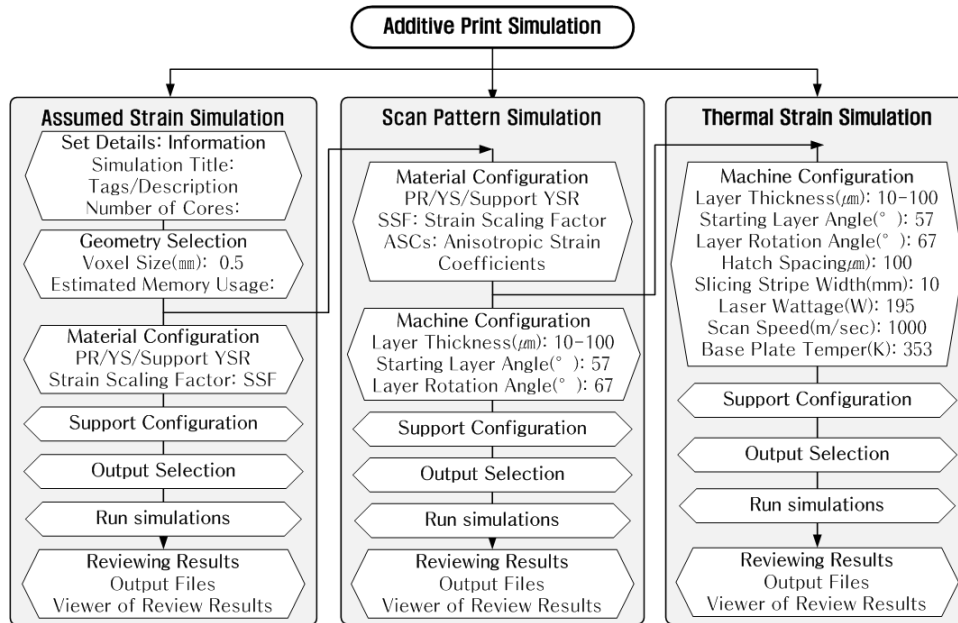 Additive Print Simulation
Assumed Strain Simulation
Set Details: Information
Simulation Title:
Tags/Description
Number of Cores:
Geometry Selection
Voxel Size(㎜): 0.5
Estimated Memory Usage:
Material Configuration
PR/YS/Support YSR
Strain Scaling Factor: SSF
Support Configuration
Output Selection
Run simulations
Reviewing Results
Output Files
Viewer of Review Results
Scan Pattern Simulation
Material Configuration
PR/YS/Support YSR
SSF: Strain Scaling Factor
ASCs: Anisotropic Strain
Coefficients
Machine Configuration
Layer Thickness(㎛): 10-100
Starting Layer Angle(° ): 57
Layer Rotation Angle(° ): 67
Support Configuration
Output Selection
Run simulations
Reviewing Results
Output Files
Viewer of Review Results
Thermal Strain Simulation
Machine Configuration
Layer Thickness(㎛): 10-100
Starting Layer Angle(° ): 57
Layer Rotation Angle(° ): 67
Hatch Spacing㎛): 100
Slicing Stripe Width(mm): 10
Laser Wattage(W): 195
Scan Speed(m/sec): 1000
Base Plate Temper(K): 353
Support Configuration
Output Selection
Run simulations
Reviewing Results
Output Files
Viewer of Review Results